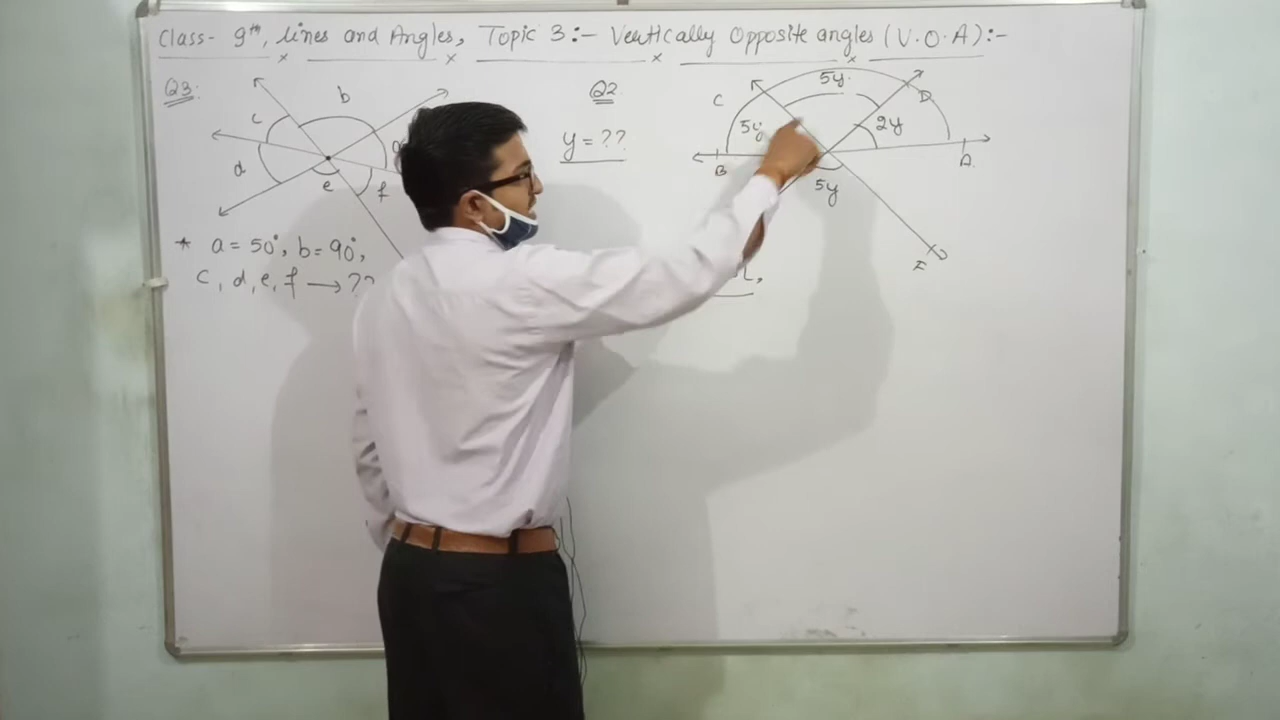 Class- 9th, lines and Angles, Topic 3:- Vertically Opposite angles (V.O.A):-
Q3:
b
c
d
e
f
* a = 50°, b = 90°,
c, d, e, f → ??
Q2.
y = ??
5y
C
D
5y
2y
B
A
5y
E